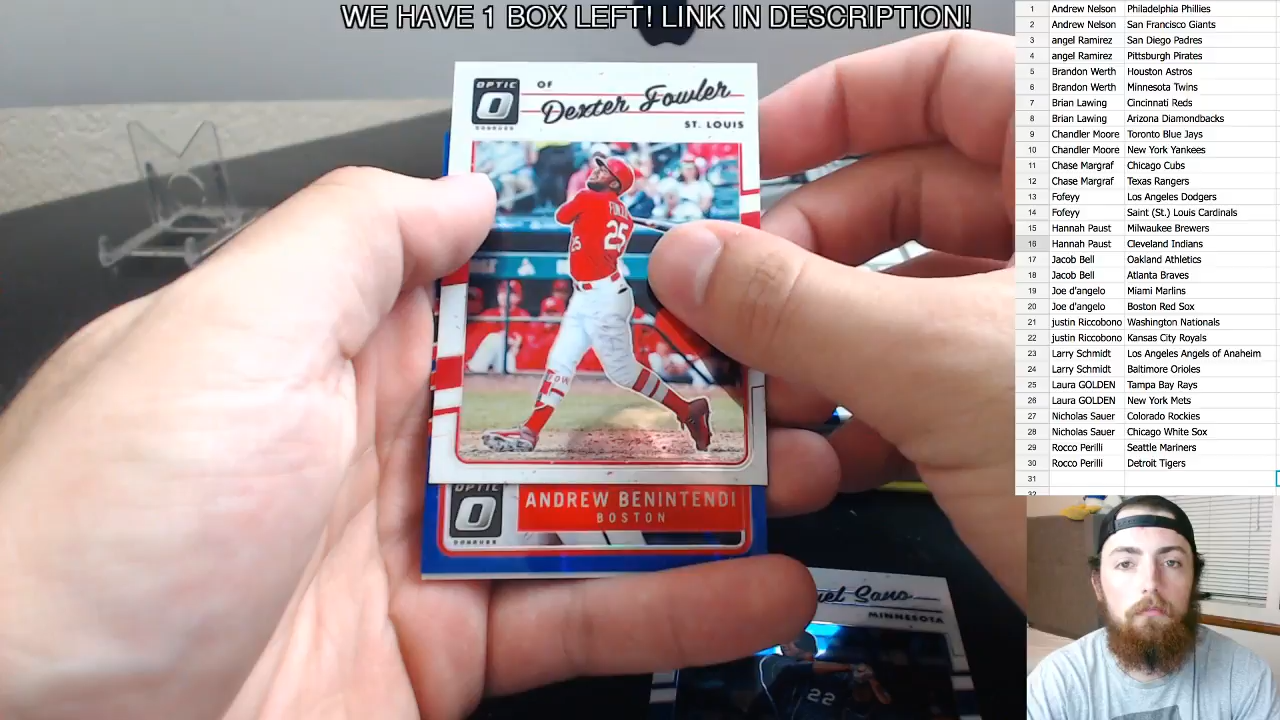 WE HAVE 1 BOX LEFT! LINK IN DESCRIPTION!
OPTIC
DONRUSS
OF
Dexter Fowler
ST. LOUIS
25
25
OPTIC
DONRUSS
ANDREW BENINTENDI
BOSTON
uel Sano
MINNESOTA
22
1 Andrew Nelson Philadelphia Phillies
2 Andrew Nelson San Francisco Giants
3 angel Ramirez San Diego Padres
4 angel Ramirez Pittsburgh Pirates
5 Brandon Werth Houston Astros
6 Brandon Werth Minnesota Twins
7 Brian Lawing Cincinnati Reds
8 Brian Lawing Arizona Diamondbacks
9 Chandler Moore Toronto Blue Jays
10 Chandler Moore New York Yankees
11 Chase Margraf Chicago Cubs
12 Chase Margraf Texas Rangers
13 Fofeyy Los Angeles Dodgers
14 Fofeyy Saint (St.) Louis Cardinals
15 Hannah Paust Milwaukee Brewers
16 Hannah Paust Cleveland Indians
17 Jacob Bell Oakland Athletics
18 Jacob Bell Atlanta Braves
19 Joe d'angelo Miami Marlins
20 Joe d'angelo Boston Red Sox
21 justin Riccobono Washington Nationals
22 justin Riccobono Kansas City Royals
23 Larry Schmidt Los Angeles Angels of Anaheim
24 Larry Schmidt Baltimore Orioles
25 Laura GOLDEN Tampa Bay Rays
26 Laura GOLDEN New York Mets
27 Nicholas Sauer Colorado Rockies
28 Nicholas Sauer Chicago White Sox
29 Rocco Perilli Seattle Mariners
30 Rocco Perilli Detroit Tigers
31
32